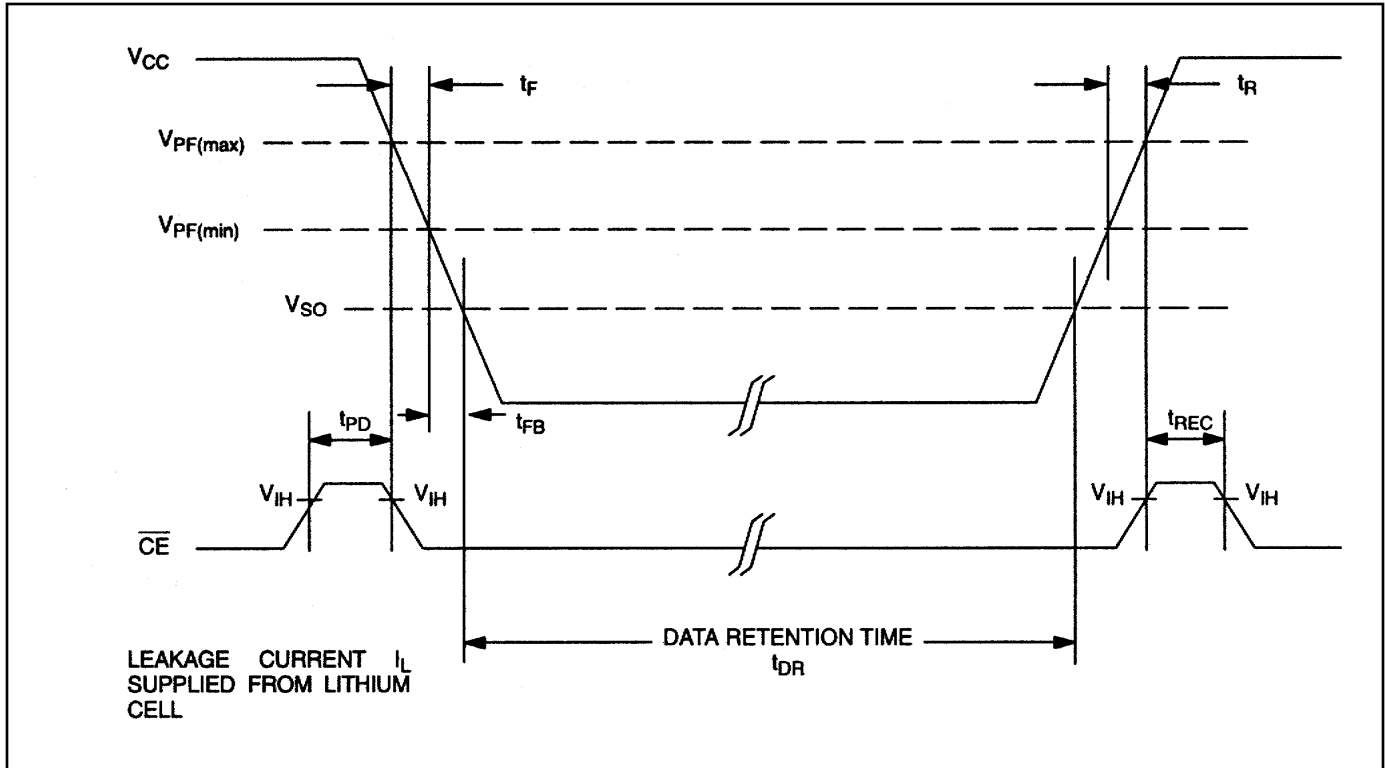 VCC
tF
tR
VPF(max)
VPF(min)
VSO
tPD
tFB
tREC
VIH
VIH
VIH
VIH
CE
DATA RETENTION TIME
tDR
LEAKAGE CURRENT IL
SUPPLIED FROM LITHIUM
CELL